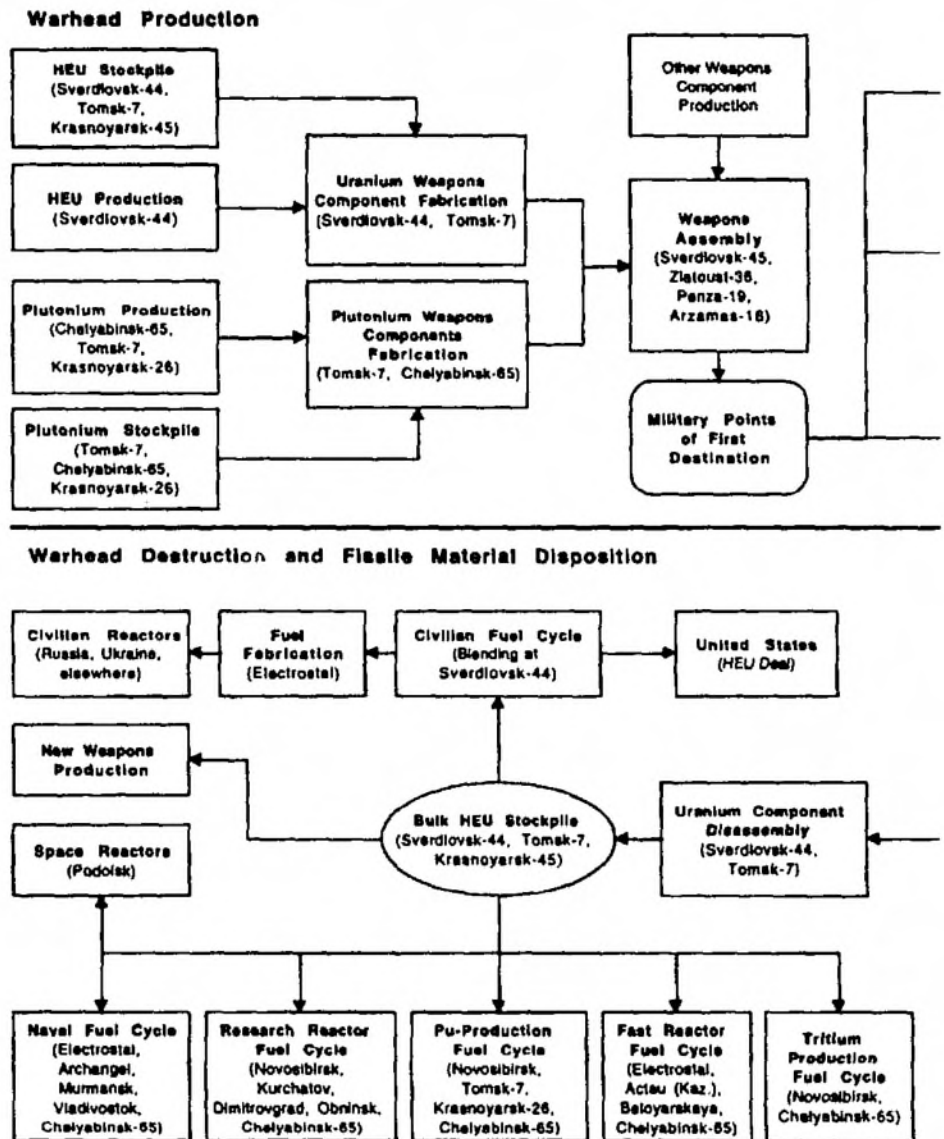 Warhead Production
HEU Stockpile
(Sverdlovsk-44,
Tomsk-7,
Krasnoyarsk-45)
HEU Production
(Sverdlovsk-44)
Plutonium Production
(Chelyabinsk-65,
Tomsk-7,
Krasnoyarsk-26)
Plutonium Stockpile
(Tomsk-7,
Chelyabinsk-65,
Krasnoyarsk-26)
Uranium Weapons
Component Fabrication
(Sverdlovsk-44, Tomsk-7)
Plutonium Weapons
Components
Fabrication
(Tomsk-7, Chelyabinsk-65)
Other Weapons
Component
Production
Weapons
Assembly
(Sverdlovsk-45,
Zlatoust-36,
Penza-19,
Arzamas-16)
Military Points
of First
Destination
Warhead Destruction and Fissile Material Disposition
Civilian Reactors
(Russia, Ukraine,
elsewhere)
Fuel
Fabrication
(Electrostal)
Civilian Fuel Cycle
(Blending at
Sverdlovsk-44)
United States
(HEU Deal)
New Weapons
Production
Space Reactors
(Podolsk)
Bulk HEU Stockpile
(Sverdlovsk-44, Tomsk-7,
Krasnoyarsk-45)
Uranium Component
Disassembly
(Sverdlovsk-44,
Tomsk-7)
Naval Fuel Cycle
(Electrostal,
Archangel,
Murmansk,
Vladivostok,
Chelyabinsk-65)
Research Reactor
Fuel Cycle
(Novosibirsk,
Kurchatov,
Dimitrovgrad, Obninsk,
Chelyabinsk-65)
Pu-Production
Fuel Cycle
(Novosibirsk,
Tomsk-7,
Krasnoyarsk-26,
Chelyabinsk-65)
Fast Reactor
Fuel Cycle
(Electrostal,
Actau (Kaz.),
Beloyarskaya,
Chelyabinsk-65)
Tritium
Production
Fuel Cycle
(Novosibirsk,
Chelyabinsk-65)